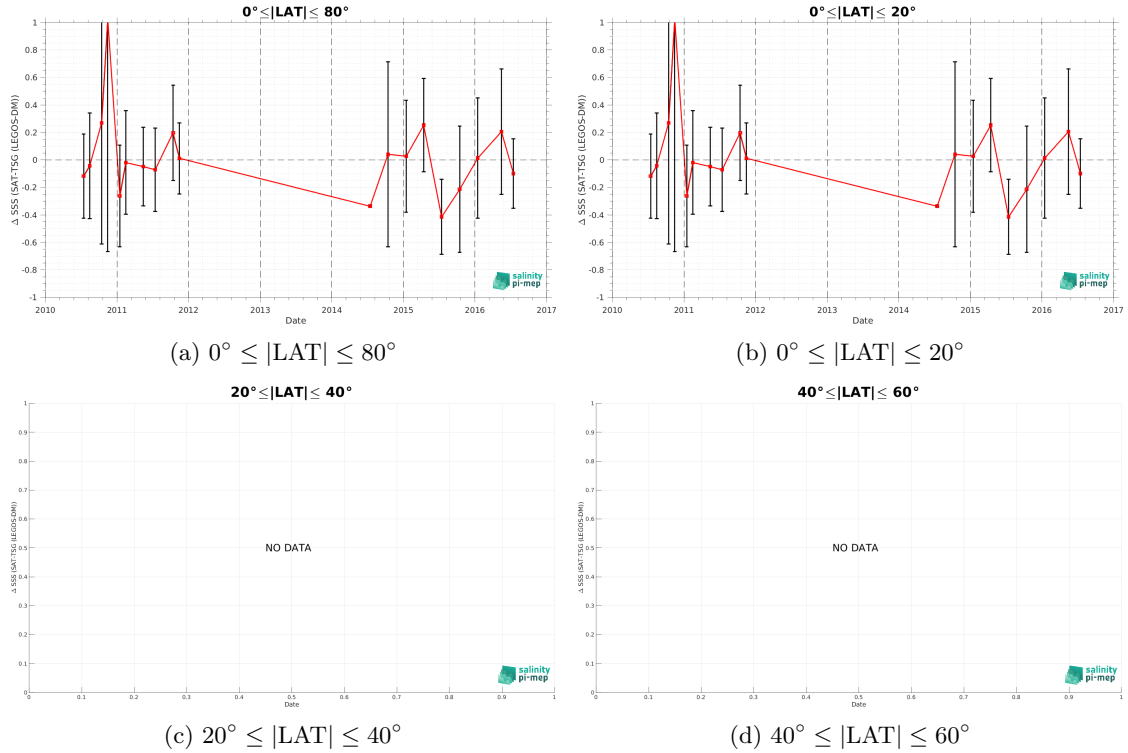 0°≤|LAT|≤ 80°
Δ SSS (SAT-TSG (LEGOS-DM))
1
0.8
0.6
0.4
0.2
0
-0.2
-0.4
-0.6
-0.8
-1
2010 2011 2012 2013 2014 2015 2016 2017
Date
salinity
pi-mep
(a) 0° ≤ |LAT| ≤ 80°
0°≤|LAT|≤ 20°
Δ SSS (SAT-TSG (LEGOS-DM))
1
0.8
0.6
0.4
0.2
0
-0.2
-0.4
-0.6
-0.8
-1
2010 2011 2012 2013 2014 2015 2016 2017
Date
salinity
pi-mep
(b) 0° ≤ |LAT| ≤ 20°
20°≤|LAT|≤ 40°
Δ SSS (SAT-TSG (LEGOS-DM))
1
0.9
0.8
0.7
0.6
0.5
0.4
0.3
0.2
0.1
0
NO DATA
0 0.1 0.2 0.3 0.4 0.5 0.6 0.7 0.8 0.9 1
Date
salinity
pi-mep
(c) 20° ≤ |LAT| ≤ 40°
40°≤|LAT|≤ 60°
Δ SSS (SAT-TSG (LEGOS-DM))
1
0.9
0.8
0.7
0.6
0.5
0.4
0.3
0.2
0.1
0
NO DATA
0 0.1 0.2 0.3 0.4 0.5 0.6 0.7 0.8 0.9 1
Date
salinity
pi-mep
(d) 40° ≤ |LAT| ≤ 60°